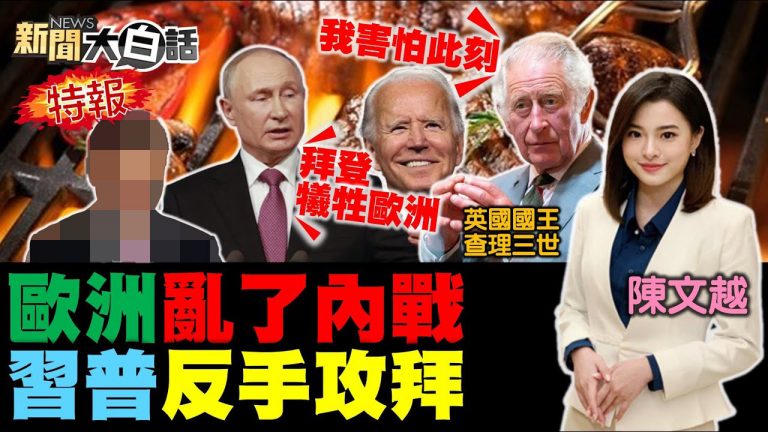 NEWS
新聞大白話
特報
我害怕此刻
拜登
犧牲歐洲
英國國王
查理三世
陳文越
歐洲亂了內戰
習普反手攻拜